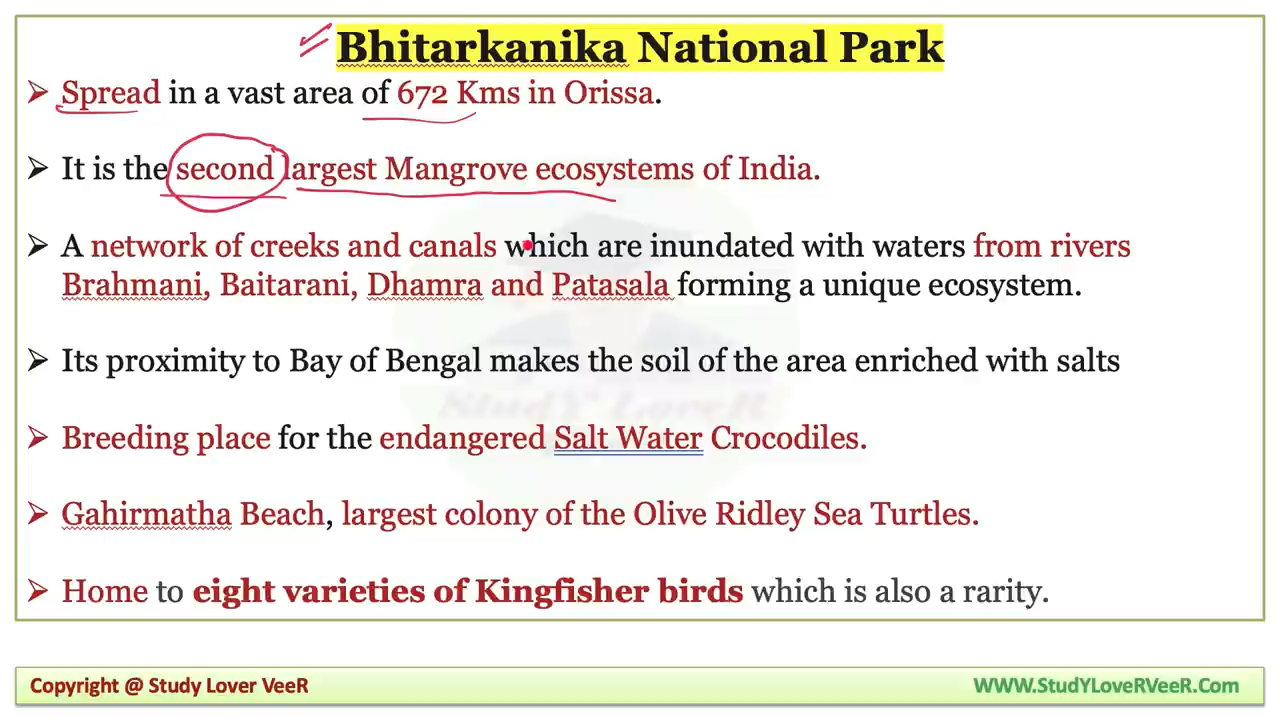 Bhitarkanika National Park
➢ Spread in a vast area of 672 Kms in Orissa.
➢ It is the second largest Mangrove ecosystems of India.
➢ A network of creeks and canals which are inundated with waters from rivers
Brahmani, Baitarani, Dhamra and Patasala forming a unique ecosystem.
➢ Its proximity to Bay of Bengal makes the soil of the area enriched with salts
➢ Breeding place for the endangered Salt Water Crocodiles.
➢ Gahirmatha Beach, largest colony of the Olive Ridley Sea Turtles.
➢ Home to eight varieties of Kingfisher birds which is also a rarity.
StudY LoveR
Copyright @ Study Lover VeeR
WWW.StudYLoveRVeeR.Com